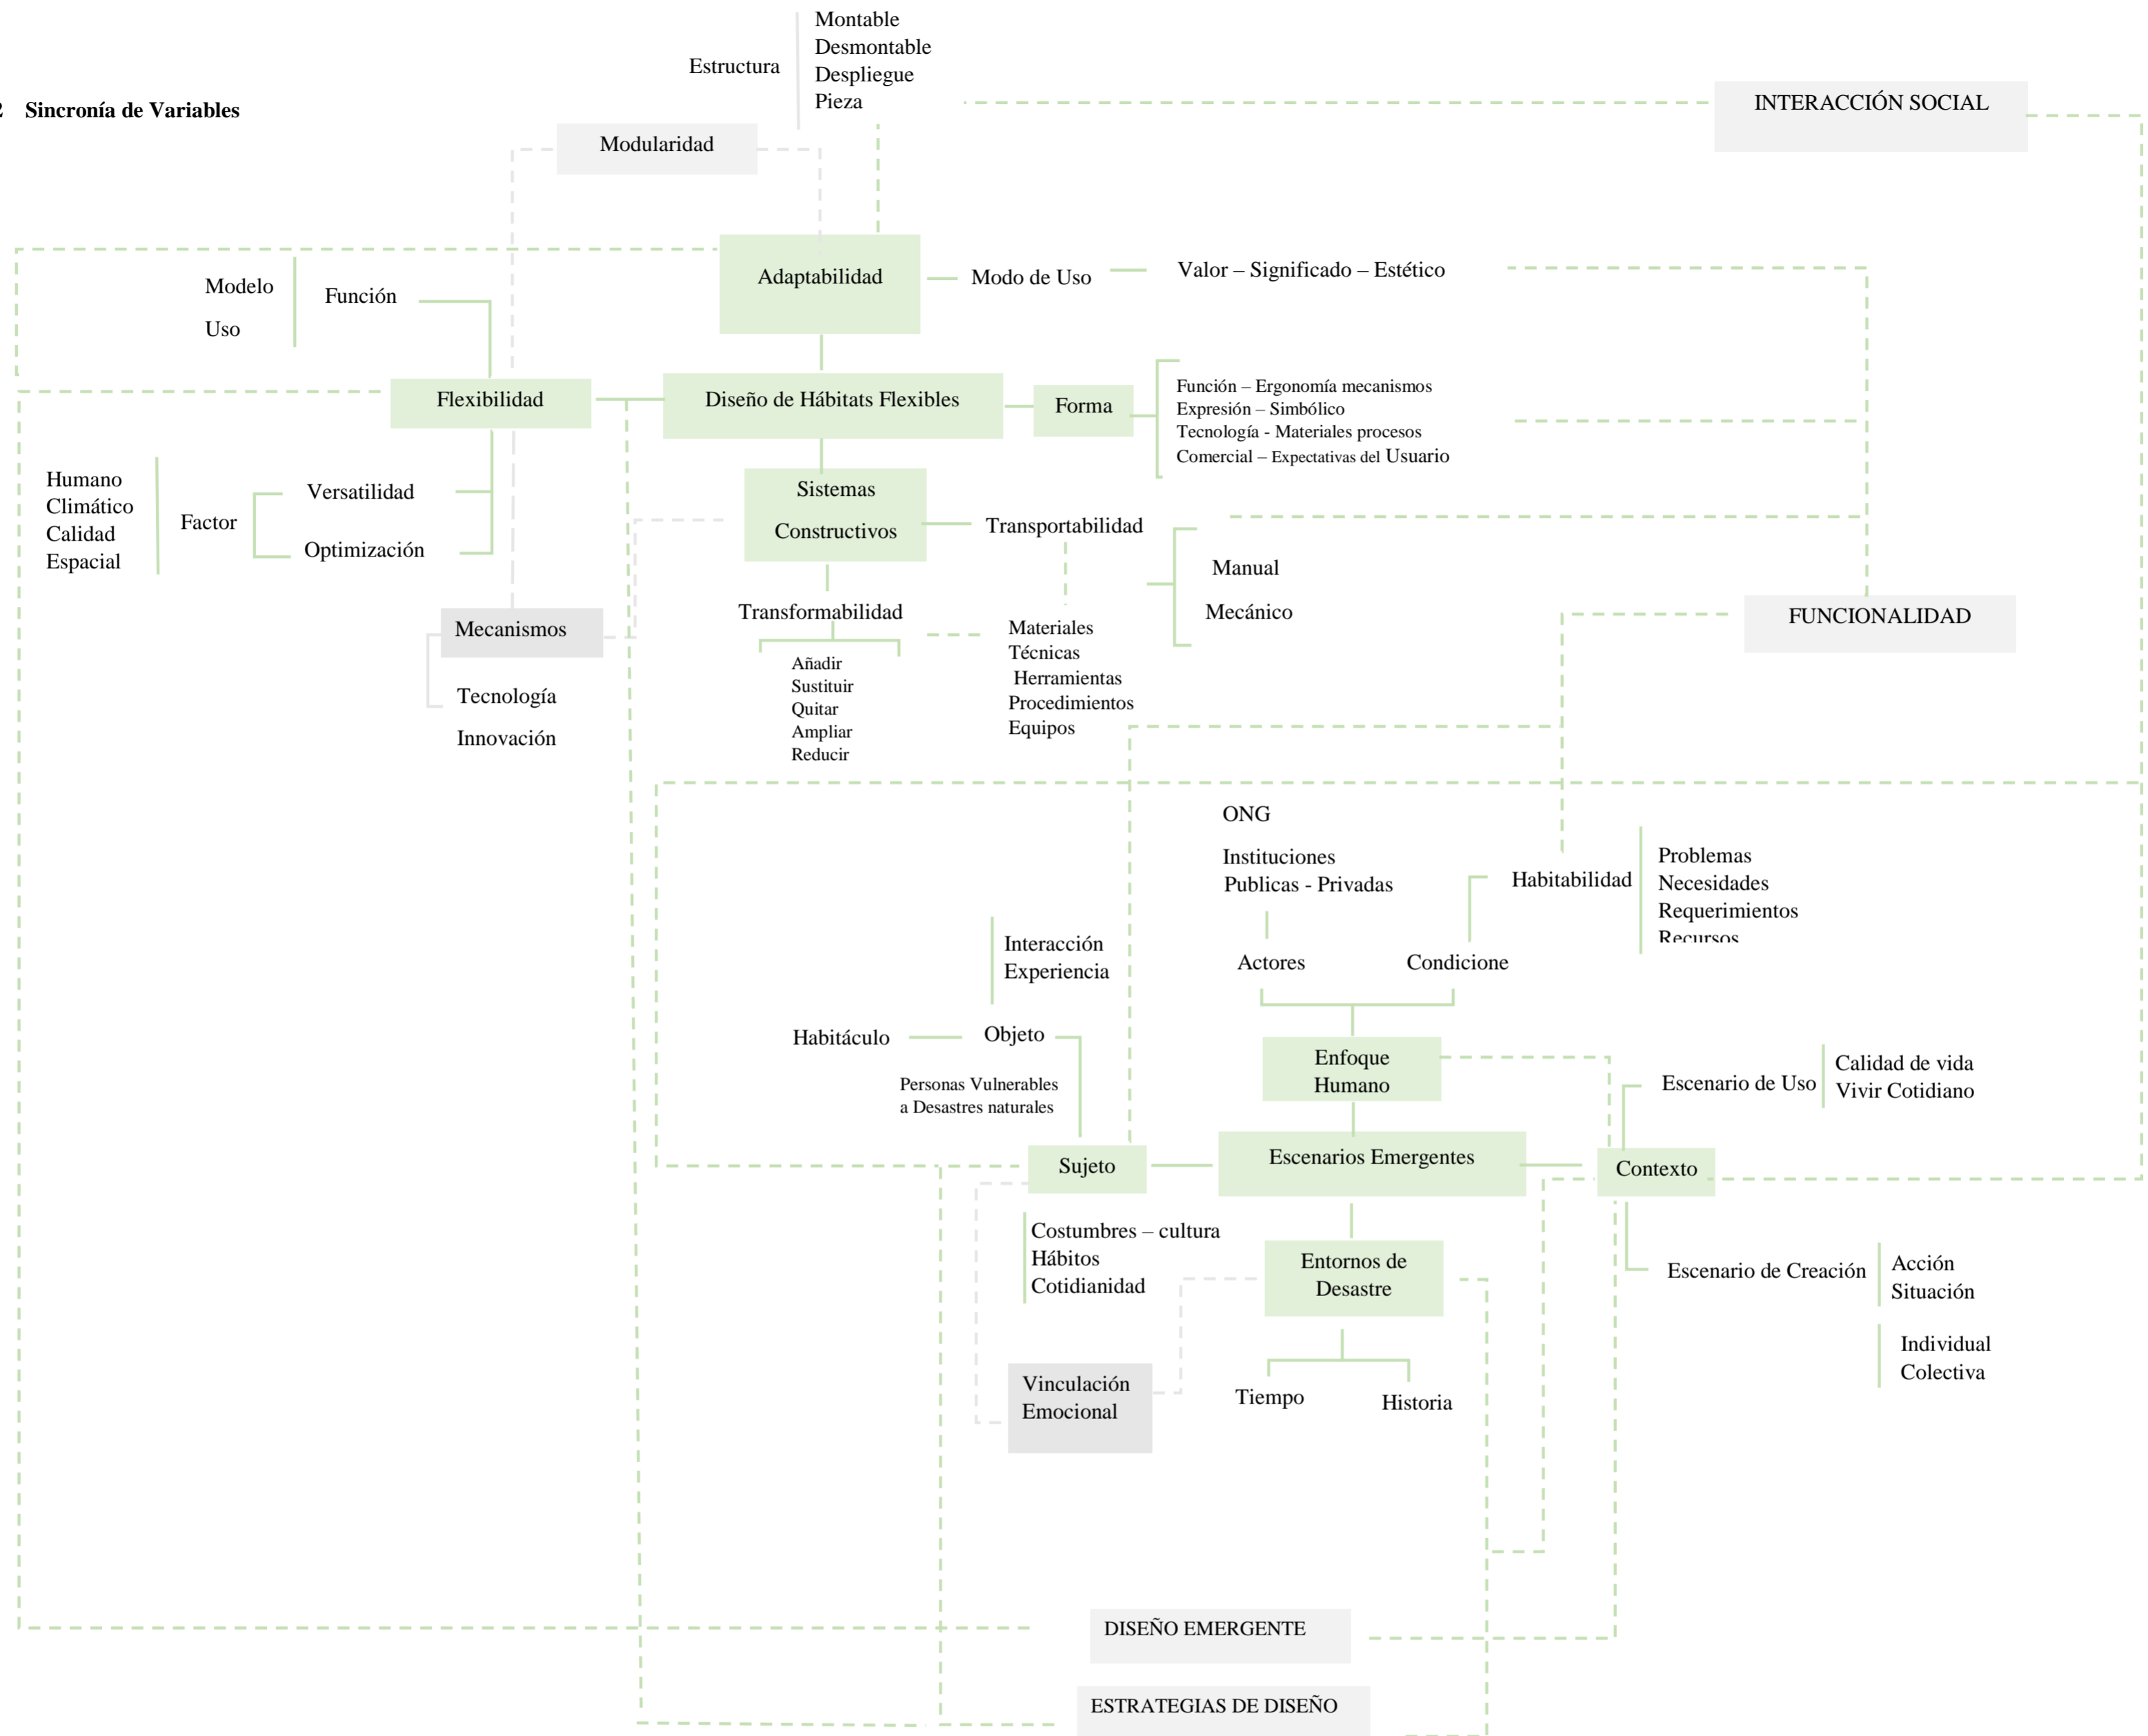 Montable
Desmontable
Estructura
Despliegue
Pieza
2 Sincronía de Variables
INTERACCIÓN SOCIAL
Modularidad
Adaptabilidad
Modo de Uso
Valor – Significado – Estético
Modelo
Función
Uso
Flexibilidad
Diseño de Hábitats Flexibles
Forma
Función – Ergonomía mecanismos
Expresión – Simbólico
Tecnología - Materiales procesos
Comercial – Expectativas del Usuario
Humano
Climático
Calidad
Espacial
Factor
Versatilidad
Optimización
Sistemas
Constructivos
Transportabilidad
Manual
Mecánico
Mecanismos
Tecnología
Innovación
Transformabilidad
Añadir
Sustituir
Quitar
Ampliar
Reducir
Materiales
Técnicas
Herramientas
Procedimientos
Equipos
FUNCIONALIDAD
ONG
Instituciones
Publicas - Privadas
Habitabilidad
Problemas
Necesidades
Requerimientos
Recursos
Interacción
Experiencia
Actores
Condicione
Habitáculo
Objeto
Personas Vulnerables
a Desastres naturales
Enfoque
Humano
Escenario de Uso
Calidad de vida
Vivir Cotidiano
Sujeto
Escenarios Emergentes
Contexto
Costumbres – cultura
Hábitos
Cotidianidad
Entornos de
Desastre
Escenario de Creación
Acción
Situación
Individual
Colectiva
Vinculación
Emocional
Tiempo
Historia
DISEÑO EMERGENTE
ESTRATEGIAS DE DISEÑO